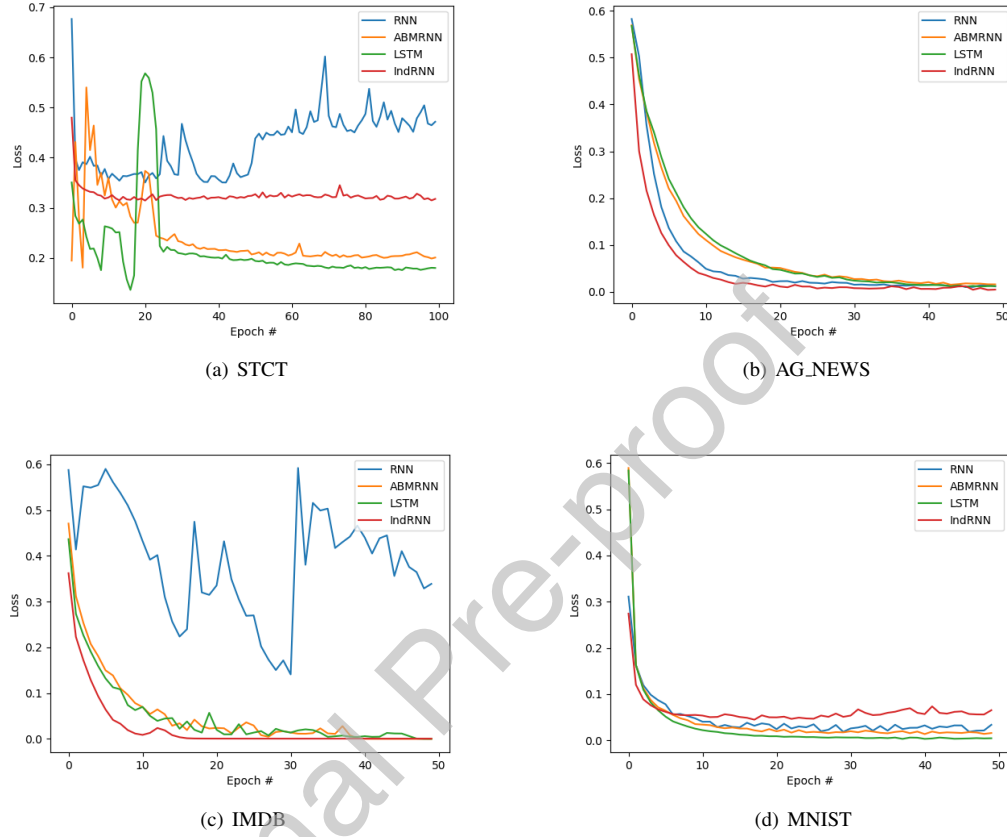 0.7
0.6
0.5
0.4
0.3
0.2
Loss
0 20 40 60 80 100
Epoch #
RNN
ABMRNN
LSTM
IndRNN
(a) STCT
0.6
0.5
0.4
0.3
0.2
0.1
0.0
Loss
0 10 20 30 40 50
Epoch #
RNN
ABMRNN
LSTM
IndRNN
(b) AG_NEWS
0.6
0.5
0.4
0.3
0.2
0.1
0.0
Loss
0 10 20 30 40 50
Epoch #
RNN
ABMRNN
LSTM
IndRNN
(c) IMDB
0.6
0.5
0.4
0.3
0.2
0.1
0.0
Loss
0 10 20 30 40 50
Epoch #
RNN
ABMRNN
LSTM
IndRNN
(d) MNIST
nal Pre-proof